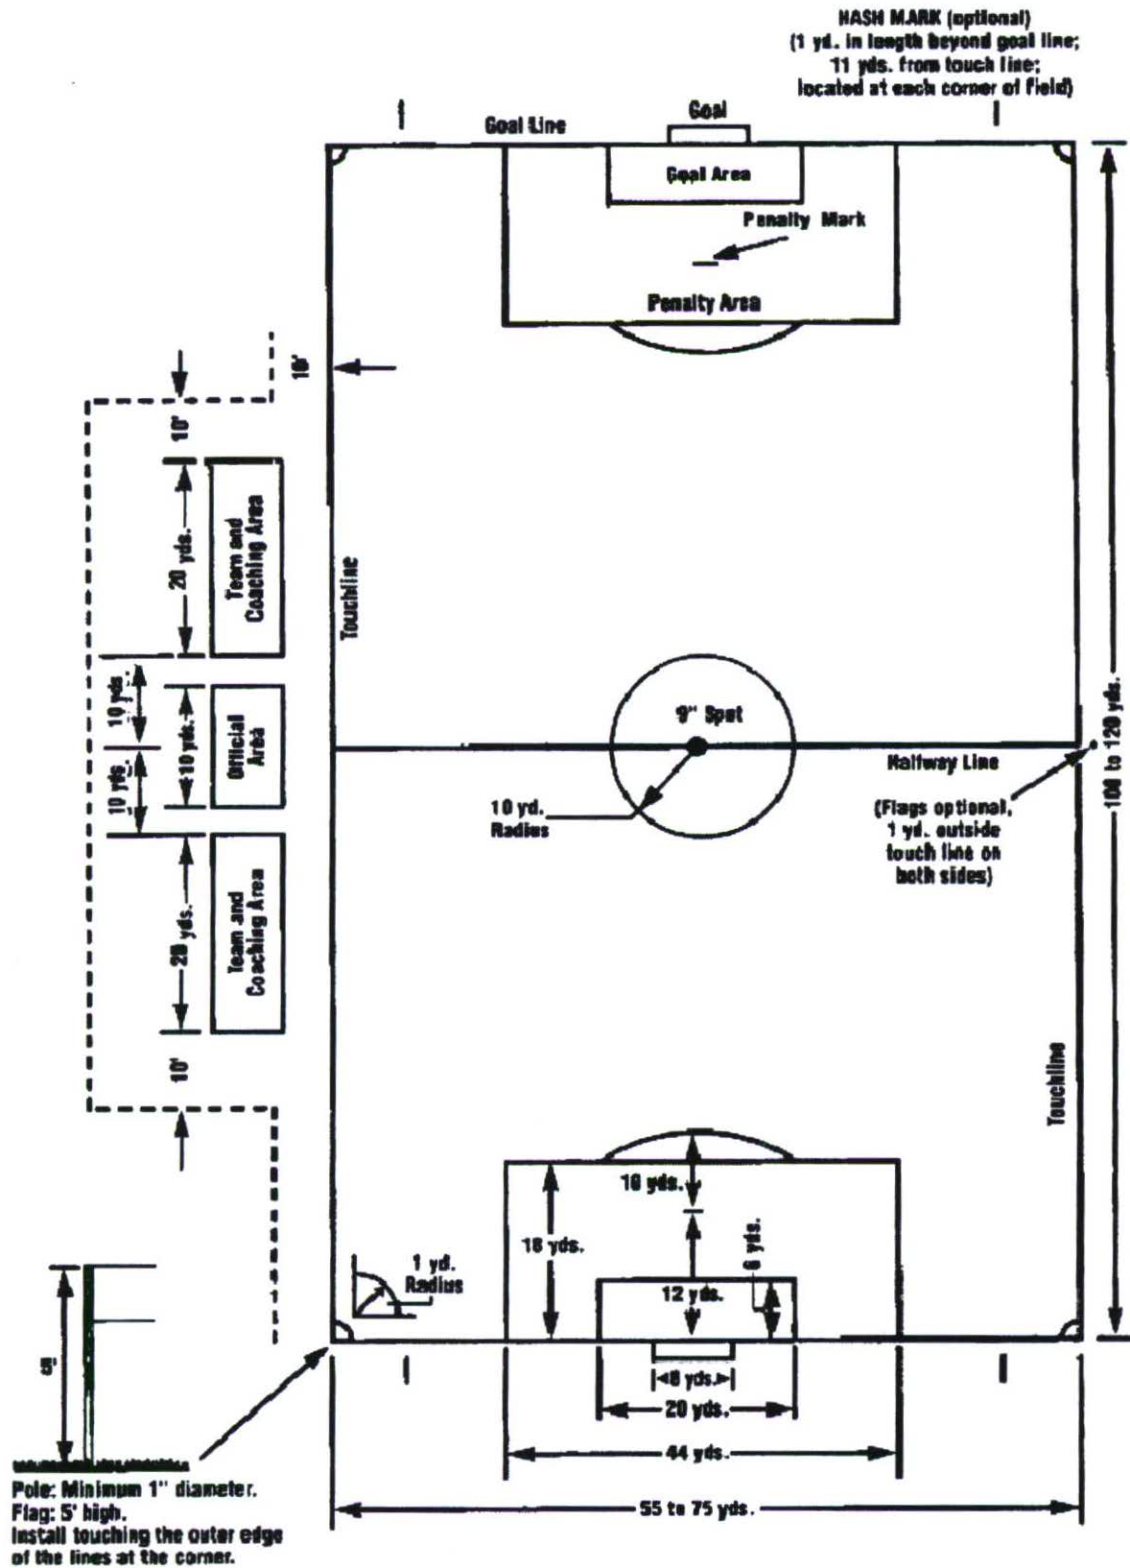 HASH MARK (optional)
(1 yd. in length beyond goal line;
11 yds. from touch line;
located at each corner of field)
Goal
Goal Line
Goal Area
Penalty Mark
Penalty Area
10'
10'
20 yds.
Team and
Coaching Area
Touchline
10 yds
10 yds.
10 yds.
Official
Area
9" Spot
Halfway Line
100 to 120 yds.
10 yd.
Radius
(Flags optional,
1 yd. outside
touch line on
both sides)
20 yds.
Team and
Coaching Area
10'
Touchline
10 yds.
18 yds.
6 yds.
12 yds.
1 yd.
Radius
8 yds.
20 yds.
44 yds.
55 to 75 yds.
Pole: Minimum 1" diameter.
Flag: 5' high.
Install touching the outer edge
of the lines at the corner.